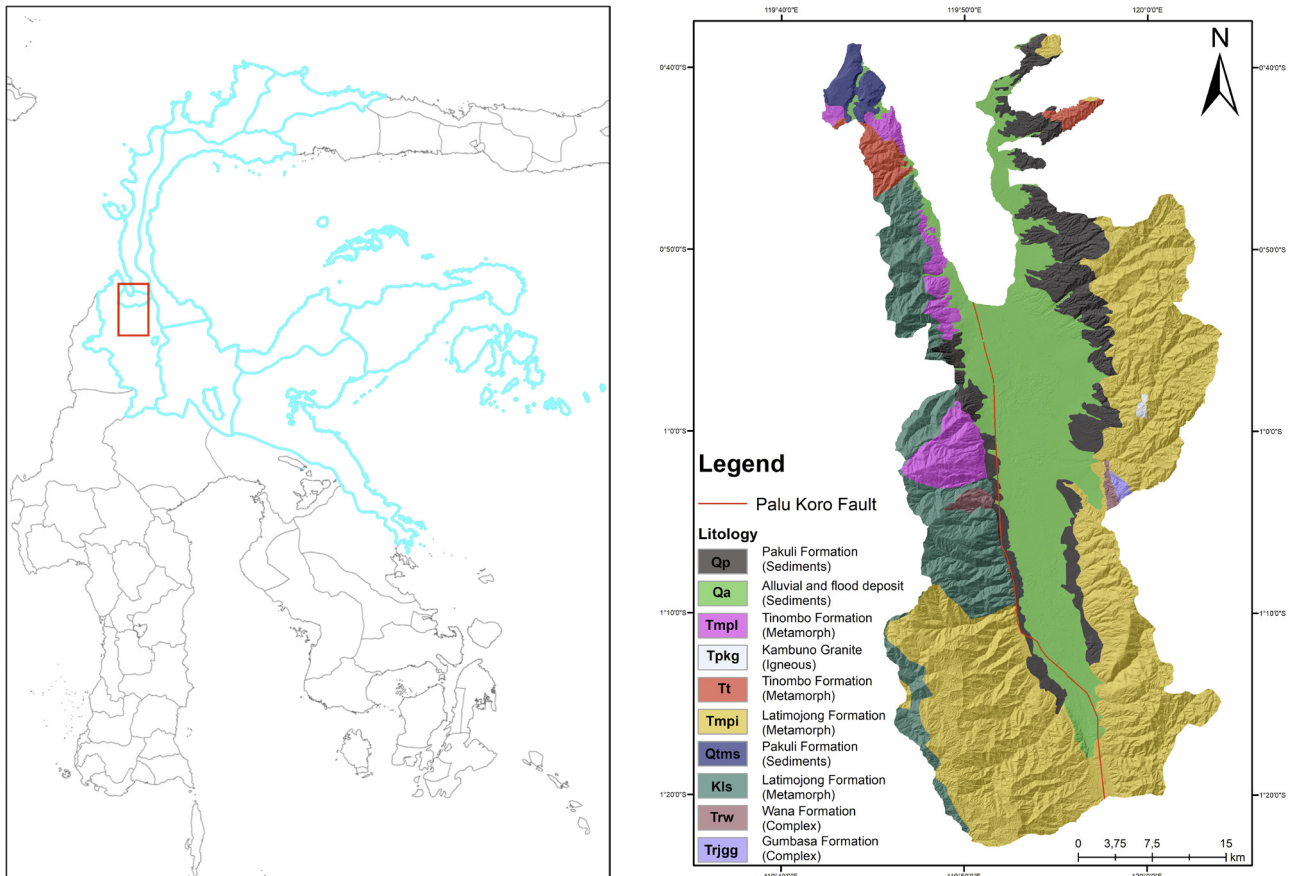 119°40'0"E
119°50'0"E
120°0'0"E
N
0°40'0"S
0°40'0"S
0°50'0"S
0°50'0"S
1°0'0"S
1°0'0"S
1°10'0"S
1°10'0"S
1°20'0"S
1°20'0"S
Legend
Palu Koro Fault
Litology
Qp
Pakuli Formation
(Sediments)
Qa
Alluvial and flood deposit
(Sediments)
Tmpl
Tinombo Formation
(Metamorph)
Tpkg
Kambuno Granite
(Igneous)
Tt
Tinombo Formation
(Metamorph)
Tmpi
Latimojong Formation
(Metamorph)
Qtms
Pakuli Formation
(Sediments)
Kls
Latimojong Formation
(Metamorph)
Trw
Wana Formation
(Complex)
Trjgg
Gumbasa Formation
(Complex)
0 3,75 7,5 15
km